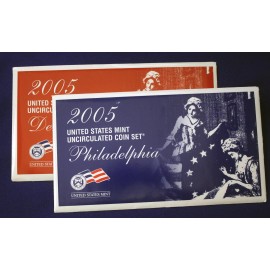 2005
UNITED STATES MINT
UNCIRCULATED COIN SET
De
UNITED
2005
UNITED STATES MINT
UNCIRCULATED COIN SET®
Philadelphia
UNITED STATES MINT